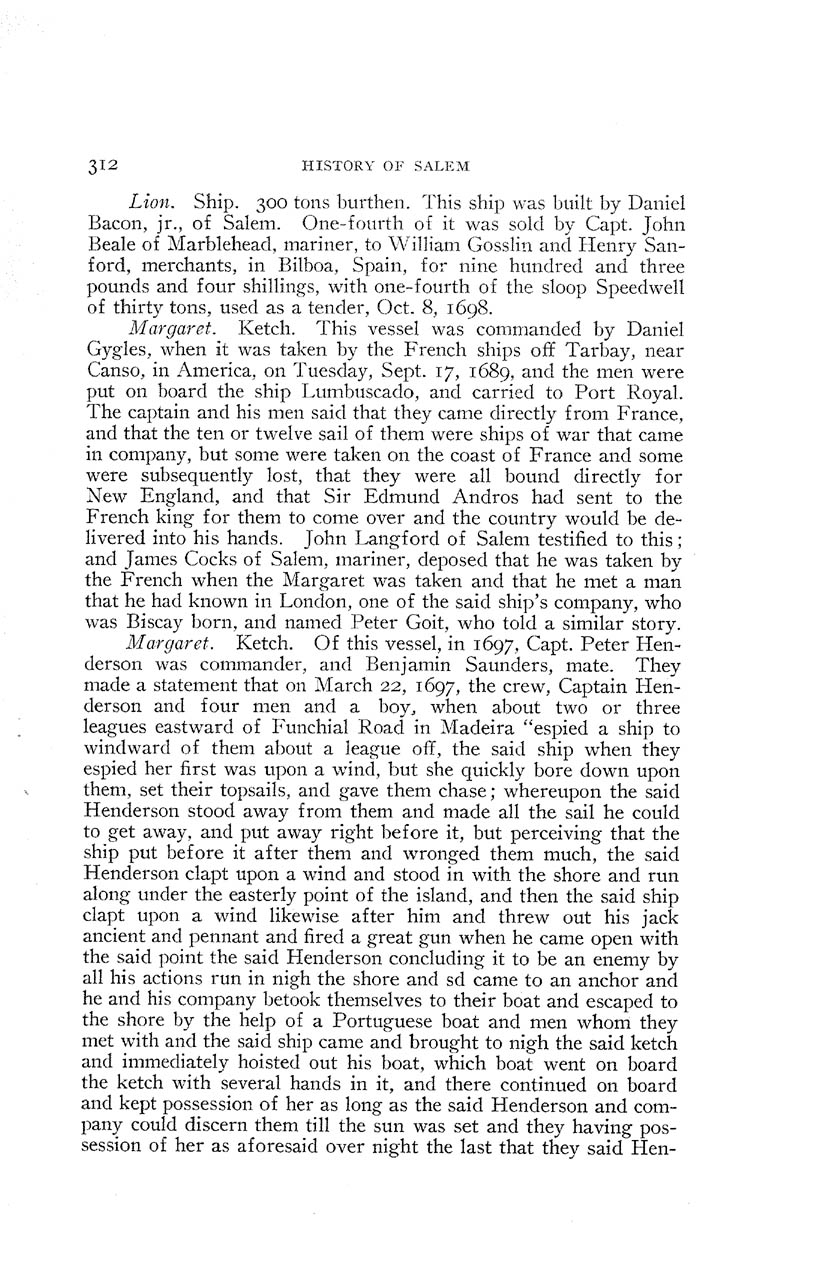 312 HISTORY OF SALEM
Lion. Ship. 300 tons burthen. This ship was built by Daniel
Bacon, jr., of Salem. One-fourth of it was sold by Capt. John
Beale of Marblehead, mariner, to William Gosslin and Henry San-
ford, merchants, in Bilboa, Spain, for nine hundred and three
pounds and four shillings, with one-fourth of the sloop Speedwell
of thirty tons, used as a tender, Oct. 8, 1698.
Margaret. Ketch. This vessel was commanded by Daniel
Gygles, when it was taken by the French ships off Tarbay, near
Canso, in America, on Tuesday, Sept. 17, 1689, and the men were
put on board the ship Lumbuscado, and carried to Port Royal.
The captain and his men said that they came directly from France,
and that the ten or twelve sail of them were ships of war that came
in company, but some were taken on the coast of France and some
were subsequently lost, that they were all bound directly for
New England, and that Sir Edmund Andros had sent to the
French king for them to come over and the country would be de-
livered into his hands. John Langford of Salem testified to this;
and James Cocks of Salem, mariner, deposed that he was taken by
the French when the Margaret was taken and that he met a man
that he had known in London, one of the said ship's company, who
was Biscay born, and named Peter Goit, who told a similar story.
Margaret. Ketch. Of this vessel, in 1697, Capt. Peter Hen-
derson was commander, and Benjamin Saunders, mate. They
made a statement that on March 22, 1697, the crew, Captain Hen-
derson and four men and a boy, when about two or three
leagues eastward of Funchial Road in Madeira "espied a ship to
windward of them about a league off, the said ship when they
espied her first was upon a wind, but she quickly bore down upon
them, set their topsails, and gave them chase; whereupon the said
Henderson stood away from them and made all the sail he could
to get away, and put away right before it, but perceiving that the
ship put before it after them and wronged them much, the said
Henderson clapt upon a wind and stood in with the shore and run
along under the easterly point of the island, and then the said ship
clapt upon a wind likewise after him and threw out his jack
ancient and pennant and fired a great gun when he came open with
the said point the said Henderson concluding it to be an enemy by
all his actions run in nigh the shore and sd came to an anchor and
he and his company betook themselves to their boat and escaped to
the shore by the help of a Portuguese boat and men whom they
met with and the said ship came and brought to nigh the said ketch
and immediately hoisted out his boat, which boat went on board
the ketch with several hands in it, and there continued on board
and kept possession of her as long as the said Henderson and com-
pany could discern them till the sun was set and they having pos-
session of her as aforesaid over night the last that they said Hen-